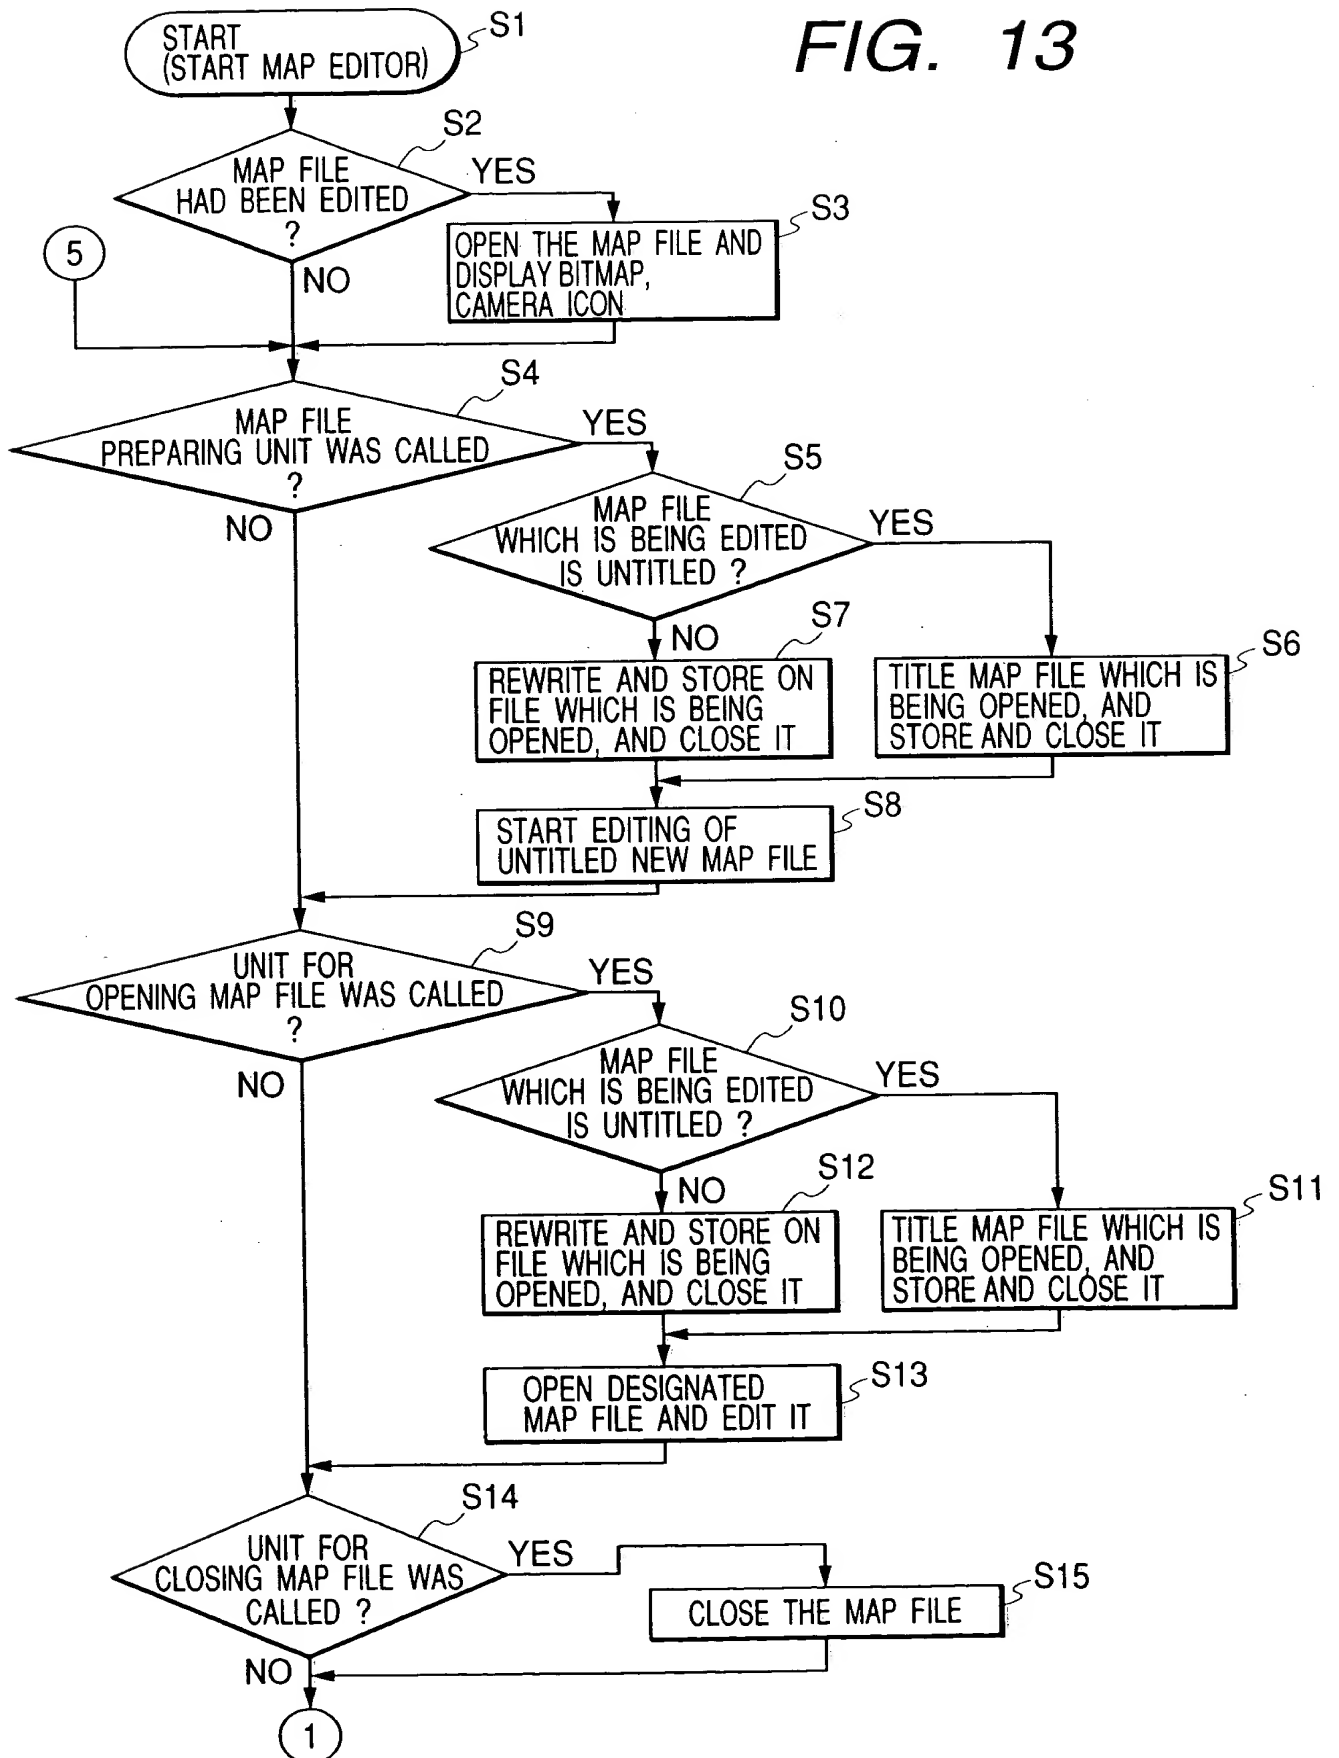 FIG. 13
START
(START MAP EDITOR)
S1
S2
MAP FILE
HAD BEEN EDITED
?
YES
NO
S3
OPEN THE MAP FILE AND
DISPLAY BITMAP,
CAMERA ICON
5
S4
MAP FILE
PREPARING UNIT WAS CALLED
?
YES
NO
S5
MAP FILE
WHICH IS BEING EDITED
IS UNTITLED ?
YES
NO
S7
REWRITE AND STORE ON
FILE WHICH IS BEING
OPENED, AND CLOSE IT
S6
TITLE MAP FILE WHICH IS
BEING OPENED, AND
STORE AND CLOSE IT
S8
START EDITING OF
UNTITLED NEW MAP FILE
S9
UNIT FOR
OPENING MAP FILE WAS CALLED
?
YES
NO
S10
MAP FILE
WHICH IS BEING EDITED
IS UNTITLED ?
YES
NO
S12
REWRITE AND STORE ON
FILE WHICH IS BEING
OPENED, AND CLOSE IT
S11
TITLE MAP FILE WHICH IS
BEING OPENED, AND
STORE AND CLOSE IT
S13
OPEN DESIGNATED
MAP FILE AND EDIT IT
S14
UNIT FOR
CLOSING MAP FILE WAS
CALLED ?
YES
NO
S15
CLOSE THE MAP FILE
1